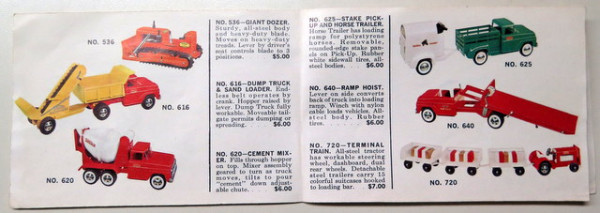 NO. 536—GIANT DOZER.
Sturdy, all-steel body
and heavy-duty blade.
Moves on heavy-duty
treads. Lever by driver's
seat controls blade to 3
positions. $5.00
NO. 536
NO. 616—DUMP TRUCK
& SAND LOADER. End-
less belt operates by
crank. Hopper raised by
lever. Dump Truck fully
workable. Moveable tail-
gate permits dumping or
spreading. $6.00
NO. 616
NO. 620—CEMENT MIX-
ER. Fills through hopper
on top. Mixer assembly
geared to turn as truck
moves, tilts to pour
"cement" down adjust-
able chute. $6.00
NO. 620
NO. 625—STAKE PICK-
UP AND HORSE TRAILER.
Horse Trailer has loading
ramp for polystyrene
horses. Removable,
rounded-edge stake pan-
els on Pick-Up. Rubber
white sidewall tires, all-
steel bodies. $6.00
NO. 625
NO. 640—RAMP HOIST.
Lever on side converts
back of truck into loading
ramp. Winch with nylon
cable loads vehicles. All-
steel body. Rubber
tires. $6.00
NO. 640
NO. 720—TERMINAL
TRAIN. All-steel tractor
has workable steering
wheel, dashboard, dual
rear wheels. Detachable
steel trailers carry 15
colorful suitcases hooked
to loading bar. $7.00
NO. 720